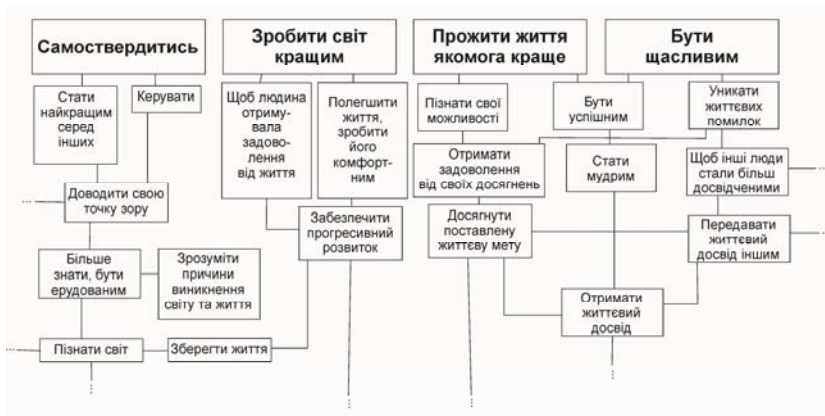 Самоствердитись
Зробити світ
кращим
Прожити життя
якомога краще
Бути
щасливим
Стати
найкращим
серед
інших
Керувати
Щоб людина
отриму-
вала
задово-
лення
від життя
Полегшити
життя,
зробити
його
комфорт-
ним
Пізнати свої
можливості
Бути
успішним
Уникати
життєвих
помилок
Отримати
задоволення
від своїх досягнень
Стати
мудрим
Щоб інші люди
стали більш
досвідченими
Доводити свою
точку зору
Забезпечити
прогресивний
розвиток
Досягнути
поставлену
життєву мету
Передавати
життєвий
досвід іншим
Більше
знати, бути
ерудованим
Зрозуміти
причини
виникнення
світу та життя
Отримати
життєвий
досвід
Пізнати світ
Зберегти життя